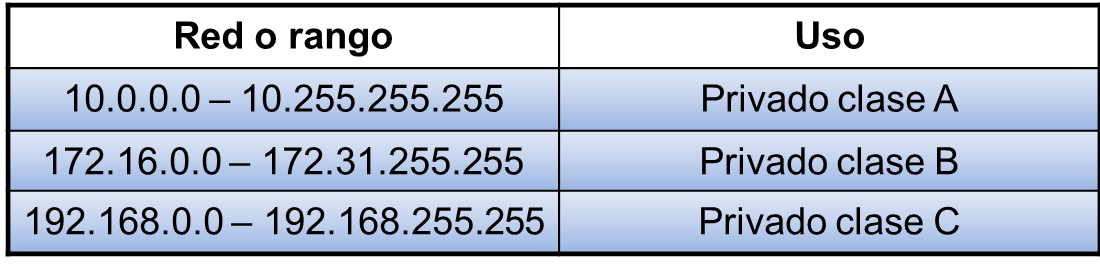 Red o rango Uso
10.0.0.0 – 10.255.255.255 Privado clase A
172.16.0.0 – 172.31.255.255 Privado clase B
192.168.0.0 – 192.168.255.255 Privado clase C